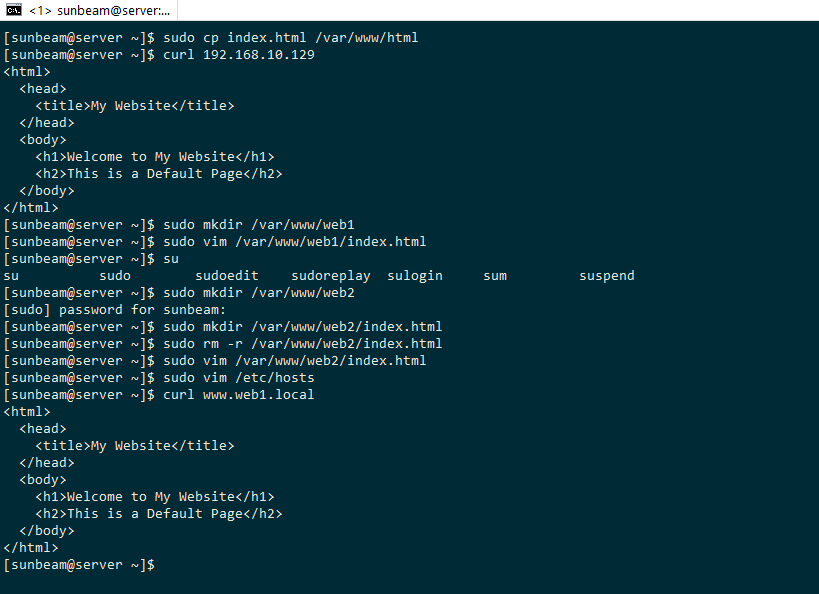 <1> sunbeam@server:...
[sunbeam@server ~]$ sudo cp index.html /var/www/html
[sunbeam@server ~]$ curl 192.168.10.129
<html>
  <head>
    <title>My Website</title>
  </head>
  <body>
    <h1>Welcome to My Website</h1>
    <h2>This is a Default Page</h2>
  </body>
</html>
[sunbeam@server ~]$ sudo mkdir /var/www/web1
[sunbeam@server ~]$ sudo vim /var/www/web1/index.html
[sunbeam@server ~]$ su
su          sudo        sudoedit    sudoreplay  sulogin     sum         suspend
[sunbeam@server ~]$ sudo mkdir /var/www/web2
[sudo] password for sunbeam:
[sunbeam@server ~]$ sudo mkdir /var/www/web2/index.html
[sunbeam@server ~]$ sudo rm -r /var/www/web2/index.html
[sunbeam@server ~]$ sudo vim /var/www/web2/index.html
[sunbeam@server ~]$ sudo vim /etc/hosts
[sunbeam@server ~]$ curl www.web1.local
<html>
  <head>
    <title>My Website</title>
  </head>
  <body>
    <h1>Welcome to My Website</h1>
    <h2>This is a Default Page</h2>
  </body>
</html>
[sunbeam@server ~]$